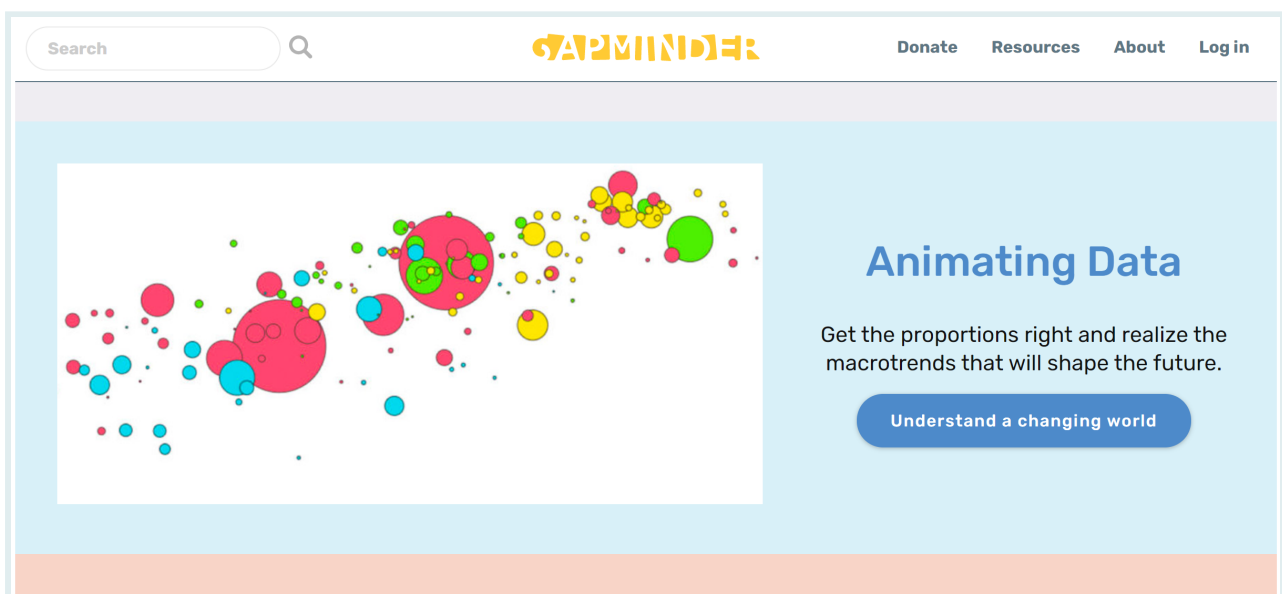 Search
GAPMINDER
Donate
Resources
About
Log in
Animating Data
Get the proportions right and realize the
macrotrends that will shape the future.
Understand a changing world